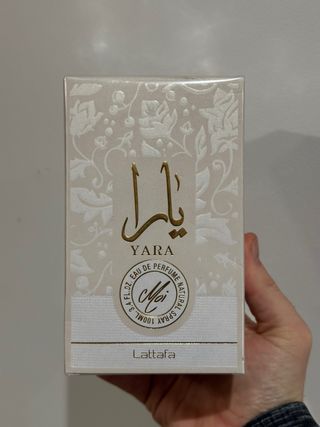 يارا
YARA
EAU DE PERFUME NATURAL SPRAY 100ML 3.4 FL.OZ
Moi
Lattafa